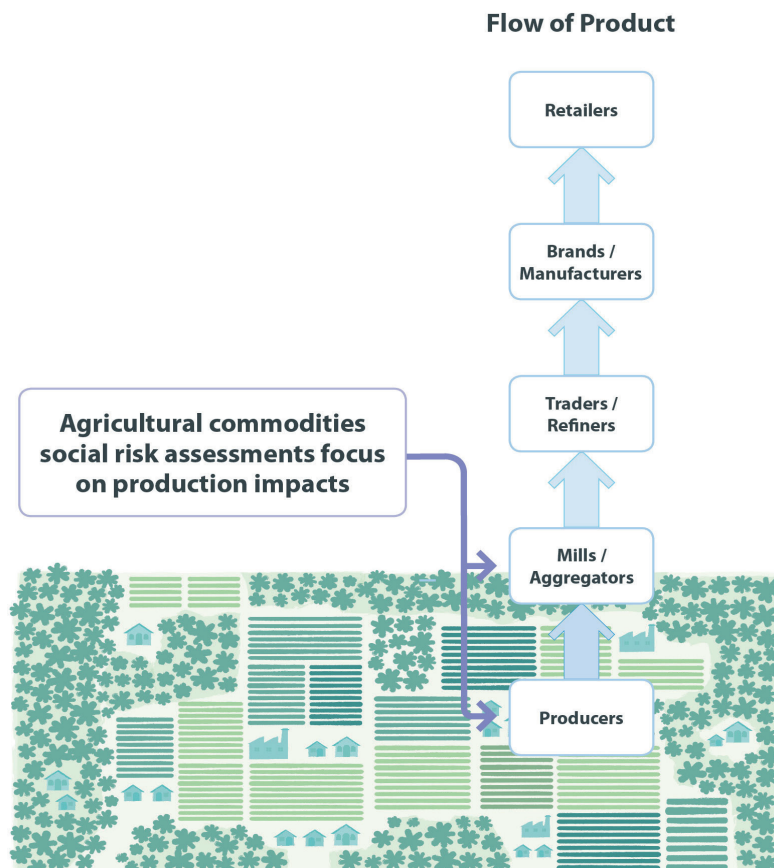 Flow of Product
Retailers
Brands /
Manufacturers
Traders /
Refiners
Agricultural commodities
social risk assessments focus
on production impacts
Mills /
Aggregators
Producers